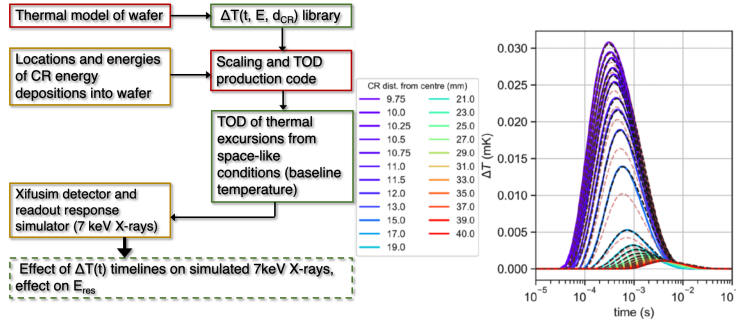 Thermal model of wafer
ΔT(t, E, d_CR) library
Locations and energies
of CR energy
depositions into wafer
Scaling and TOD
production code
TOD of thermal
excursions from
space-like
conditions (baseline
temperature)
Xifusim detector and
readout response
simulator (7 keV X-rays)
Effect of ΔT(t) timelines on simulated 7keV X-rays,
effect on E_res
CR dist. from centre (mm)
9.75
10.0
10.25
10.5
10.75
11.0
11.5
12.0
13.0
15.0
17.0
19.0
21.0
23.0
25.0
27.0
29.0
31.0
33.0
35.0
37.0
39.0
40.0
ΔT (mK)
0.030
0.025
0.020
0.015
0.010
0.005
0.000
10⁻⁵ 10⁻⁴ 10⁻³ 10⁻² 10⁻
time (s)